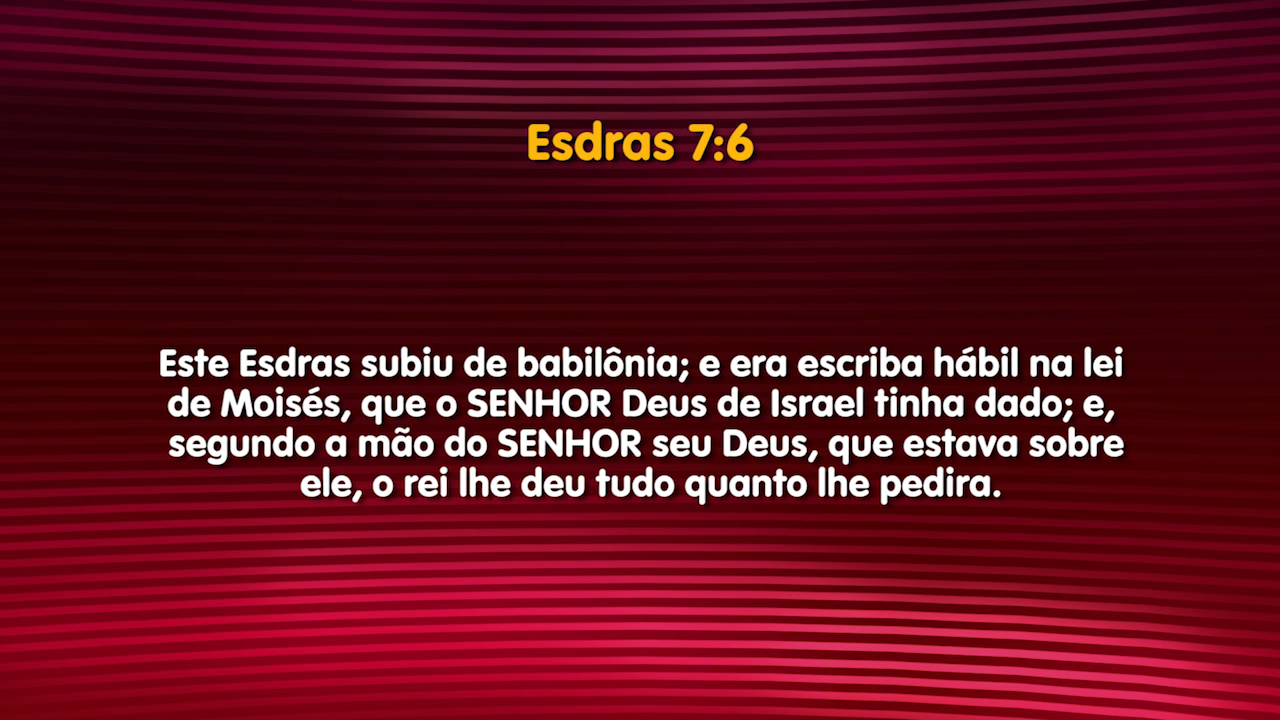 Esdras 7:6
Este Esdras subiu de babilônia; e era escriba hábil na lei
de Moisés, que o SENHOR Deus de Israel tinha dado; e,
segundo a mão do SENHOR seu Deus, que estava sobre
ele, o rei lhe deu tudo quanto lhe pedira.